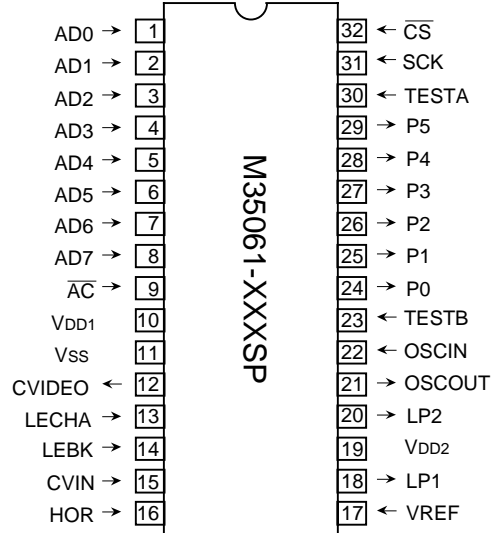 AD0 → 1 32 ← C̅S̅
AD1 → 2 31 ← SCK
AD2 → 3 30 ← TESTA
AD3 → 4 29 → P5
AD4 → 5 28 → P4
AD5 → 6 27 → P3
AD6 → 7 26 → P2
AD7 → 8 25 → P1
A̅C̅ → 9 24 → P0
VDD1 10 23 ← TESTB
VSS 11 22 ← OSCIN
CVIDEO ← 12 21 → OSCOUT
LECHA → 13 20 → LP2
LEBK → 14 19 VDD2
CVIN → 15 18 → LP1
HOR → 16 17 ← VREF
M35061-XXXSP